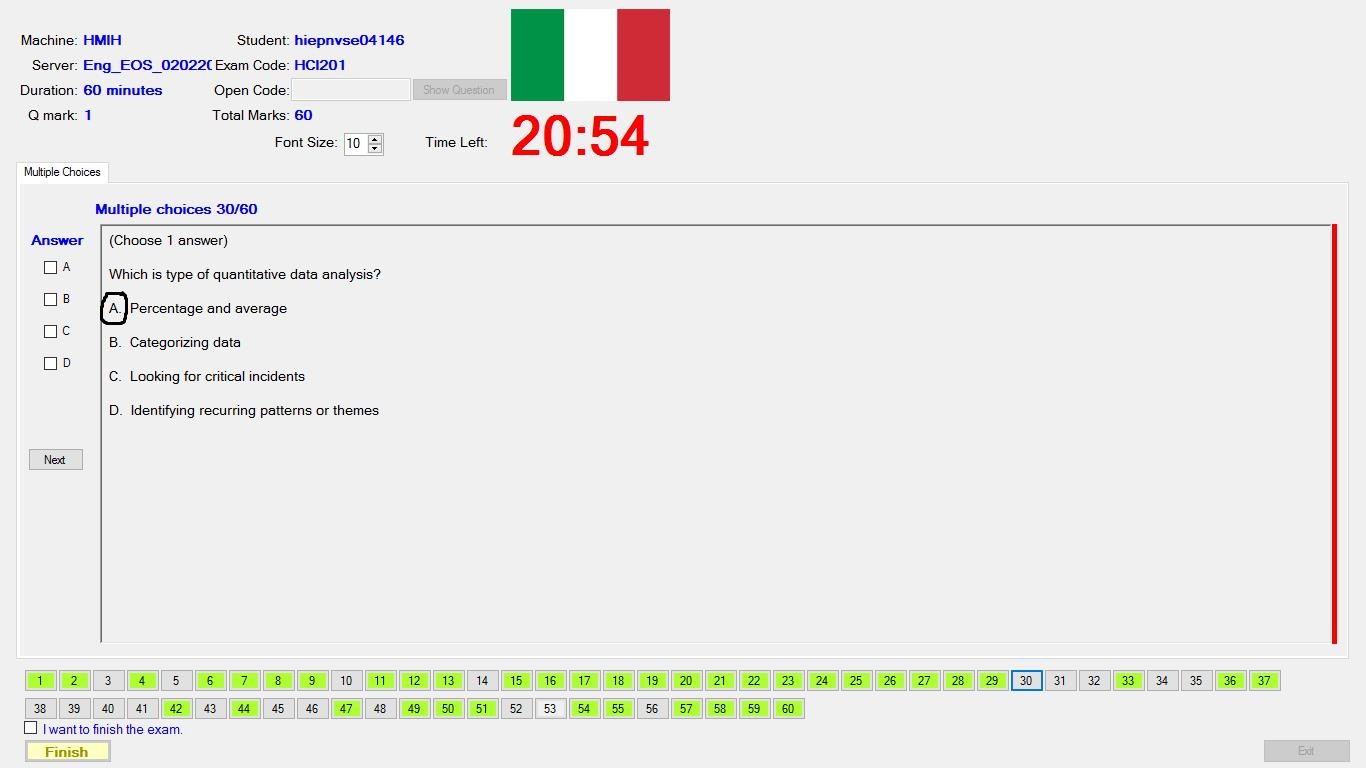 Machine: HMIH Student: hiepnvse04146
Server: Eng_EOS_02022 Exam Code: HCI201
Duration: 60 minutes Open Code: Show Question
Q mark: 1 Total Marks: 60
Font Size: 10 Time Left: 20:54
Multiple Choices
Multiple choices 30/60
Answer
A
B
C
D
Next
(Choose 1 answer)
Which is type of quantitative data analysis?
A. Percentage and average
B. Categorizing data
C. Looking for critical incidents
D. Identifying recurring patterns or themes
1 2 3 4 5 6 7 8 9 10 11 12 13 14 15 16 17 18 19 20 21 22 23 24 25 26 27 28 29 30 31 32 33 34 35 36 37
38 39 40 41 42 43 44 45 46 47 48 49 50 51 52 53 54 55 56 57 58 59 60
I want to finish the exam.
Finish Exit